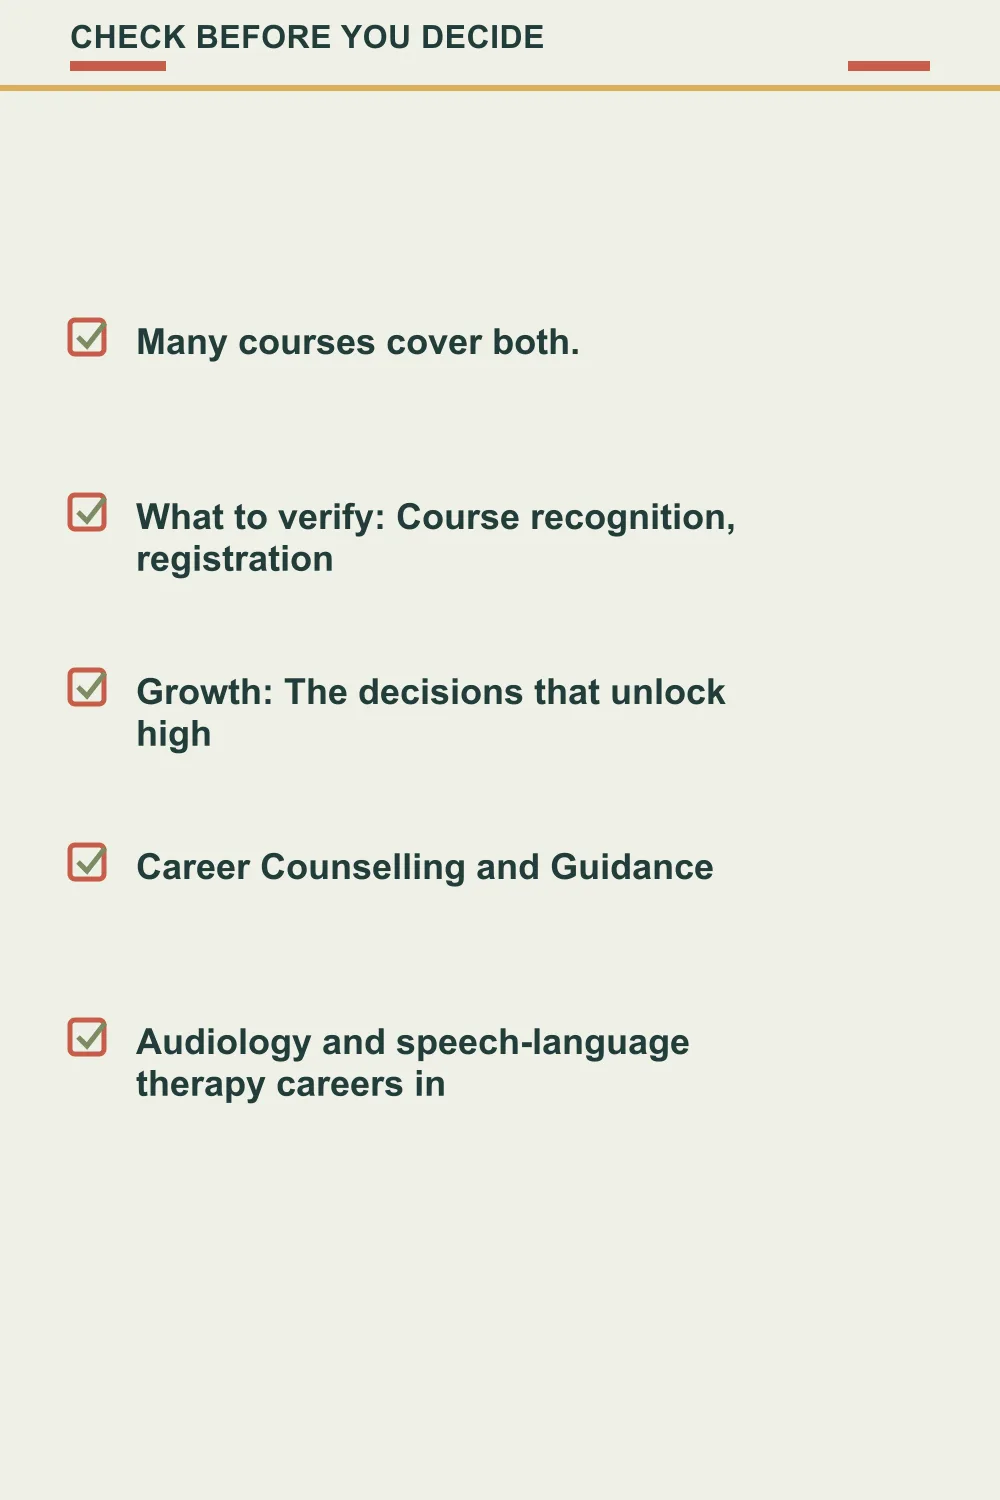 CHECK BEFORE YOU DECIDE
Many courses cover both.
What to verify: Course recognition,
registration
Growth: The decisions that unlock
high
Career Counselling and Guidance
Audiology and speech-language
therapy careers in